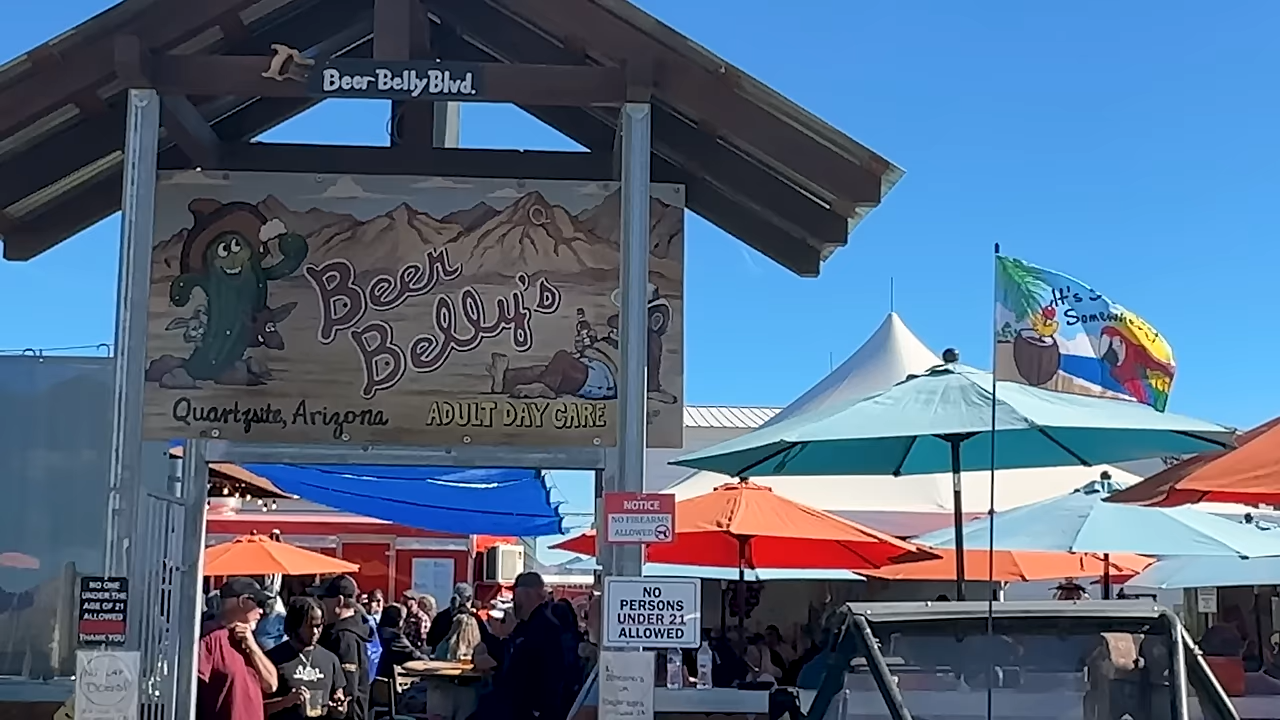 Beer Belly Blvd.
Beer
Belly's
Quartzsite, Arizona
ADULT DAY CARE
It's
NOTICE
NO FIREARMS
ALLOWED
NO ONE
UNDER THE
AGE OF 21
ALLOWED
THANK YOU
NO
PERSONS
UNDER 21
ALLOWED